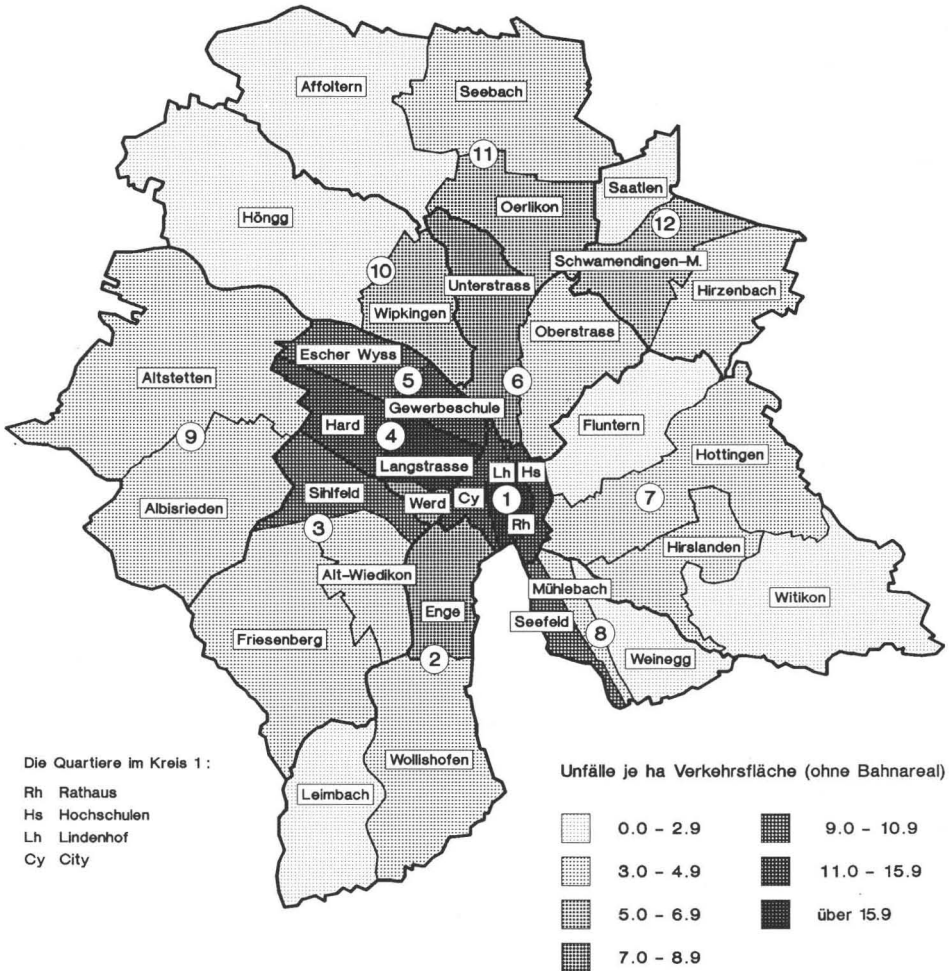 Affoltern
Seebach
11
Saatlen
Höngg
Oerlikon
12
10
Schwamendingen-M.
Unterstrass
Hirzenbach
Wipkingen
Oberstrass
Escher Wyss
Altstetten
5
6
Gewerbeschule
Hard
Fluntern
9
4
Hottingen
Langstrasse
Lh
Hs
Sihlfeld
Werd
Cy
1
7
Albisrieden
3
Rh
Hirslanden
Alt-Wiedikon
Mühlebach
Witikon
Enge
Seefeld
Friesenberg
8
2
Weinegg
Wollishofen
Leimbach
Die Quartiere im Kreis 1 :
Rh Rathaus
Hs Hochschulen
Lh Lindenhof
Cy City
Unfälle je ha Verkehrsfläche (ohne Bahnareal)
0.0 - 2.9
3.0 - 4.9
5.0 - 6.9
7.0 - 8.9
9.0 - 10.9
11.0 - 15.9
über 15.9